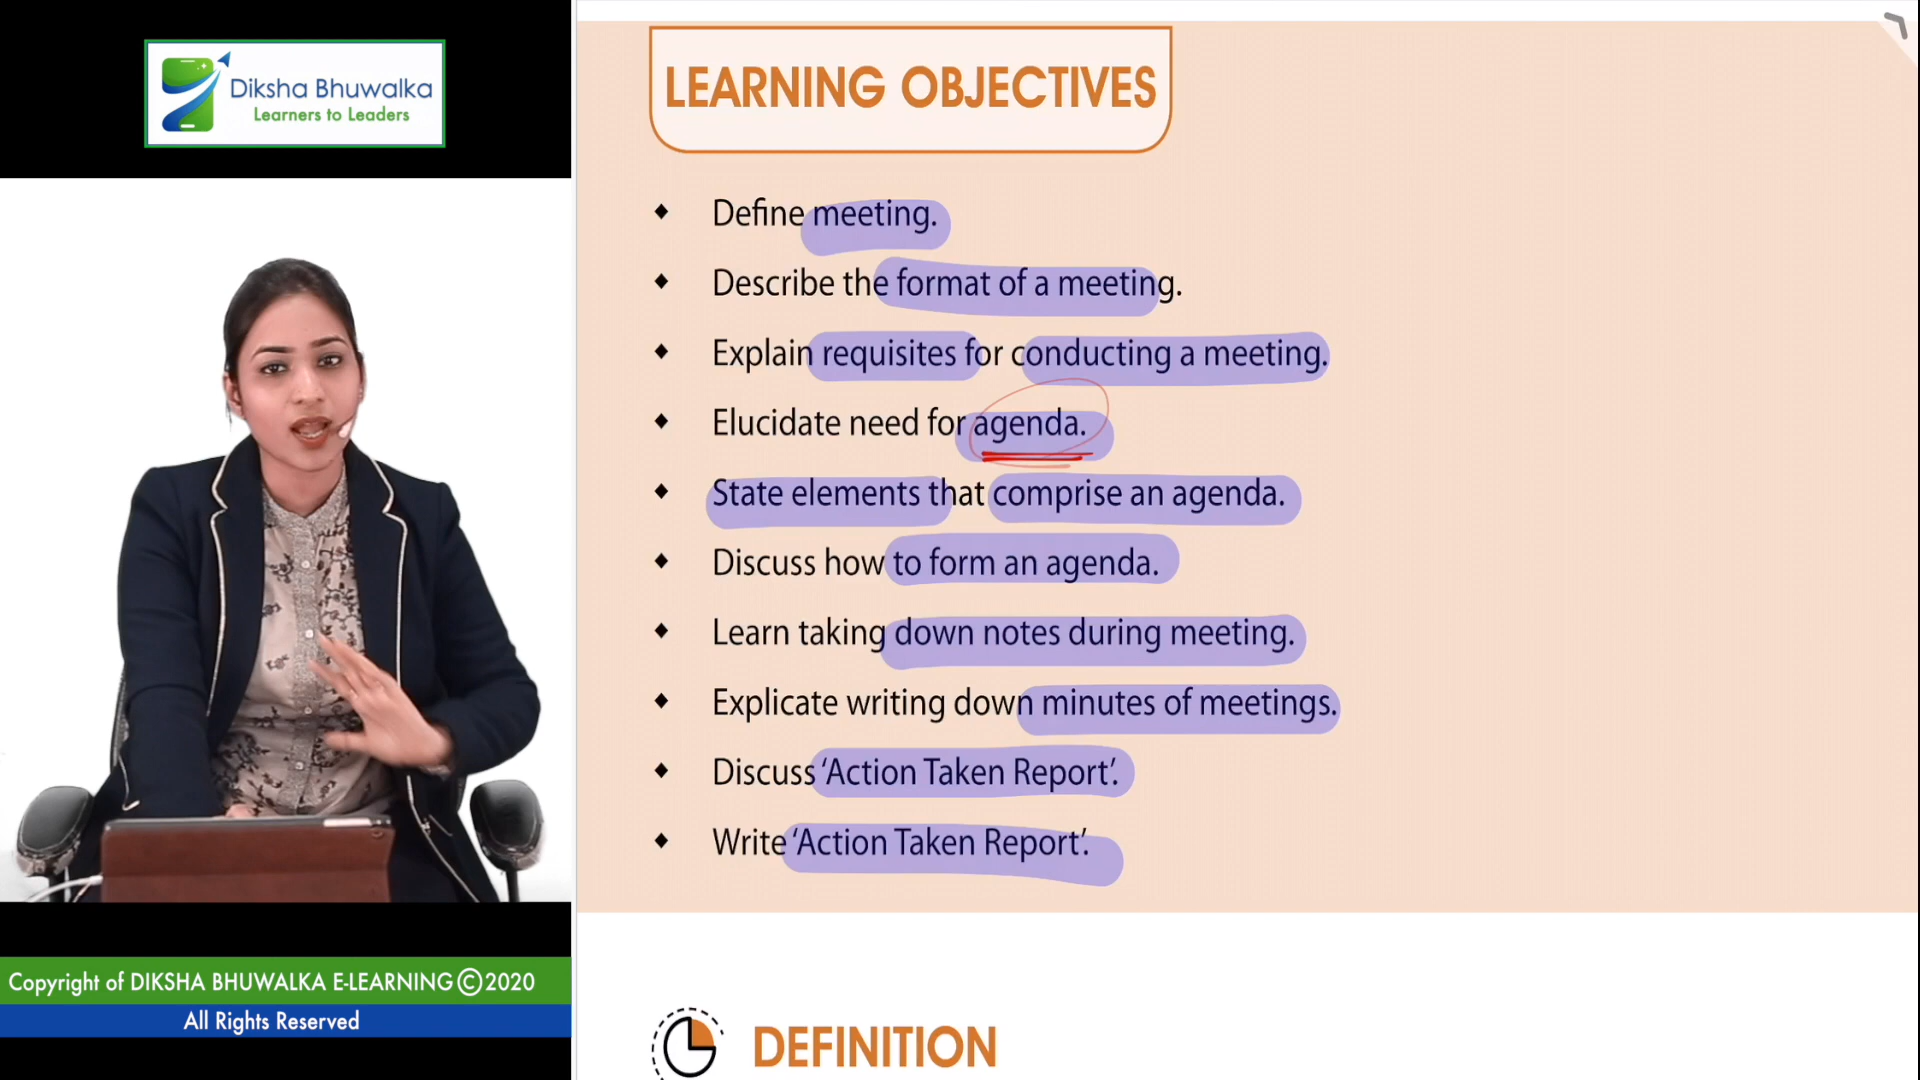 Diksha Bhuwalka
Learners to Leaders
LEARNING OBJECTIVES
♦ Define meeting.
♦ Describe the format of a meeting.
♦ Explain requisites for conducting a meeting.
♦ Elucidate need for agenda.
♦ State elements that comprise an agenda.
♦ Discuss how to form an agenda.
♦ Learn taking down notes during meeting.
♦ Explicate writing down minutes of meetings.
♦ Discuss ‘Action Taken Report’.
♦ Write ‘Action Taken Report’.
Copyright of DIKSHA BHUWALKA E-LEARNING©2020
All Rights Reserved
DEFINITION